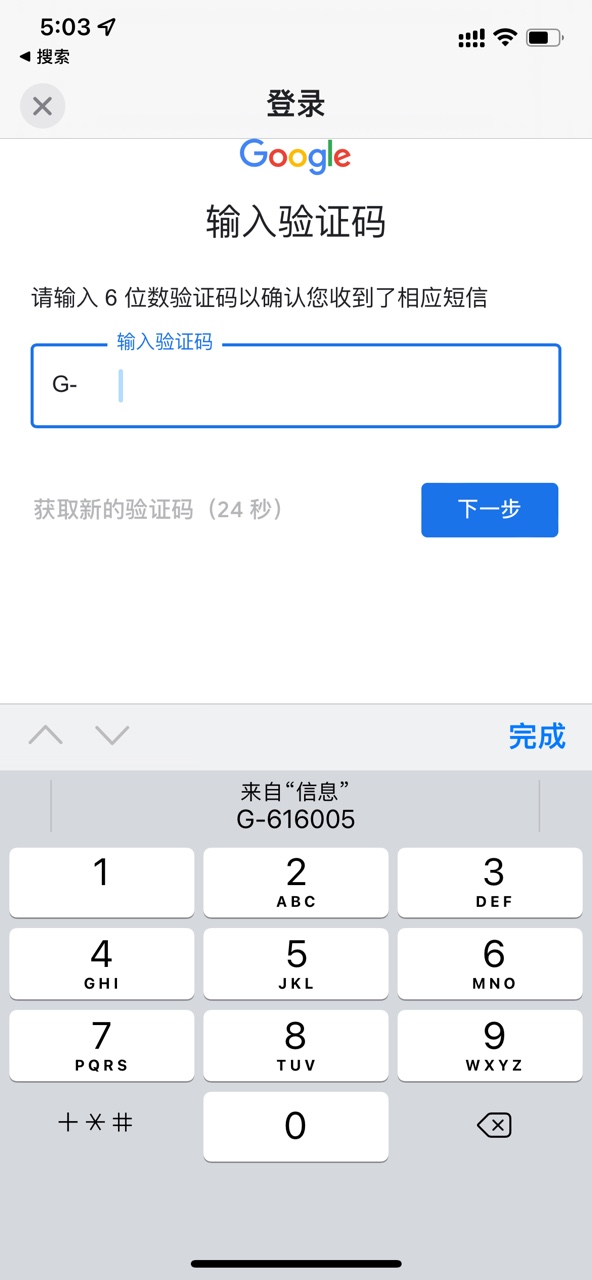 5:03
搜索
登录
Google
输入验证码
请输入 6 位数验证码以确认您收到了相应短信
输入验证码
G-
获取新的验证码（24 秒）
下一步
完成
来自“信息”
G-616005
1
2
3
ABC
DEF
4
5
6
GHI
JKL
MNO
7
8
9
PQRS
TUV
WXYZ
＋＊＃
0